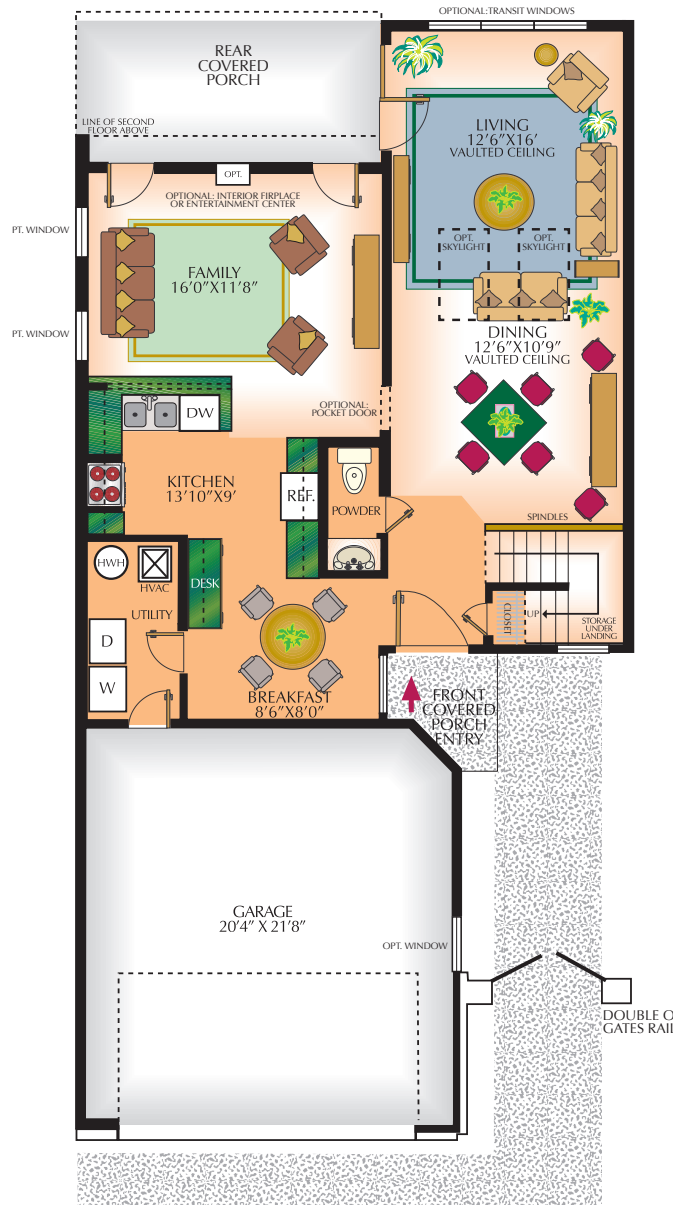 OPTIONAL:TRANSIT WINDOWS
REAR
COVERED
PORCH
LINE OF SECOND
FLOOR ABOVE
LIVING
12'6"X16'
VAULTED CEILING
OPT.
OPTIONAL: INTERIOR FIRPLACE
OR ENTERTAINMENT CENTER
PT. WINDOW
OPT.
SKYLIGHT
OPT.
SKYLIGHT
FAMILY
16'0"X11'8"
PT. WINDOW
DINING
12'6"X10'9"
VAULTED CEILING
OPTIONAL:
POCKET DOOR
DW
KITCHEN
13'10"X9'
REF.
POWDER
SPINDLES
HWH
HVAC
DESK
UTILITY
CLOSET
UP
STORAGE
UNDER
LANDING
D
W
BREAKFAST
8'6"X8'0"
FRONT
COVERED
PORCH
ENTRY
GARAGE
20'4" X 21'8"
OPT. WINDOW
DOUBLE O
GATES RAIL